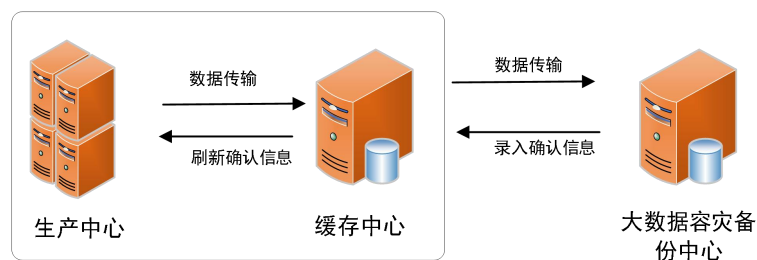 数据传输
刷新确认信息
数据传输
录入确认信息
生产中心
缓存中心
大数据容灾备
份中心